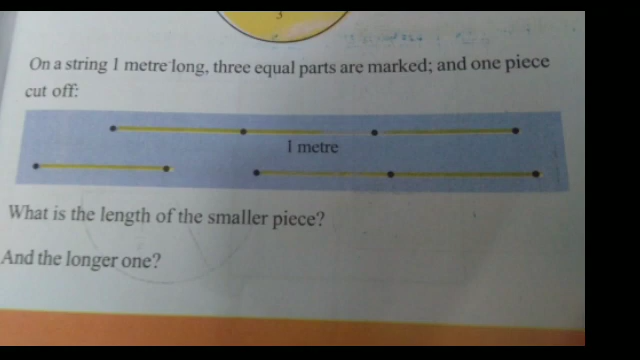 3
On a string 1 metre long, three equal parts are marked; and one piece
cut off:
1 metre
What is the length of the smaller piece?
And the longer one?